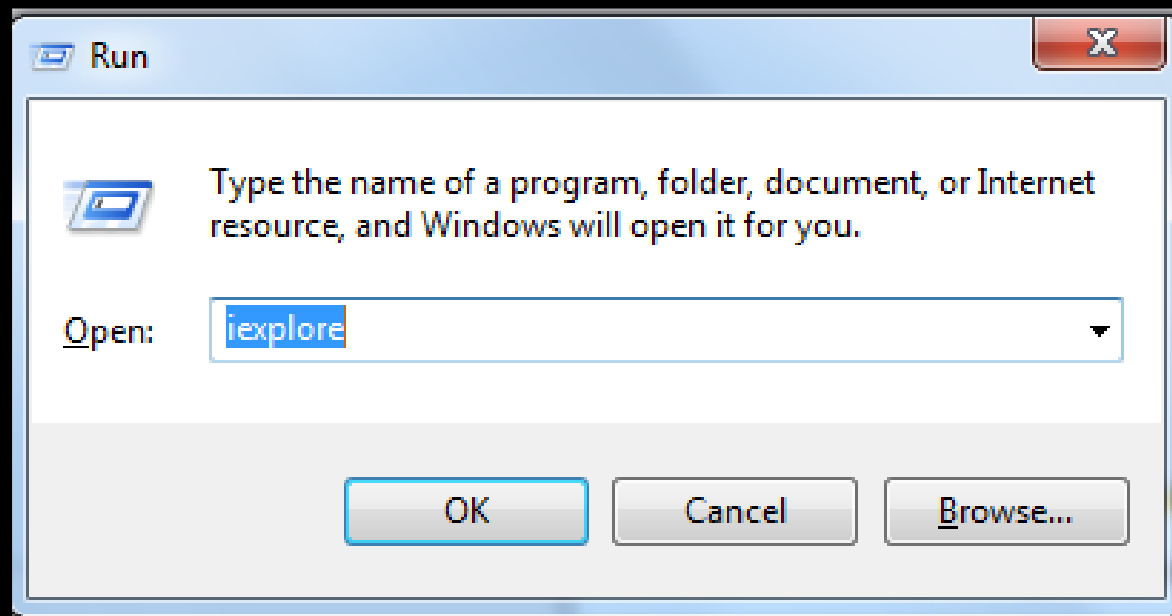 Run
Type the name of a program, folder, document, or Internet
resource, and Windows will open it for you.
Open: iexplore
OK Cancel Browse...